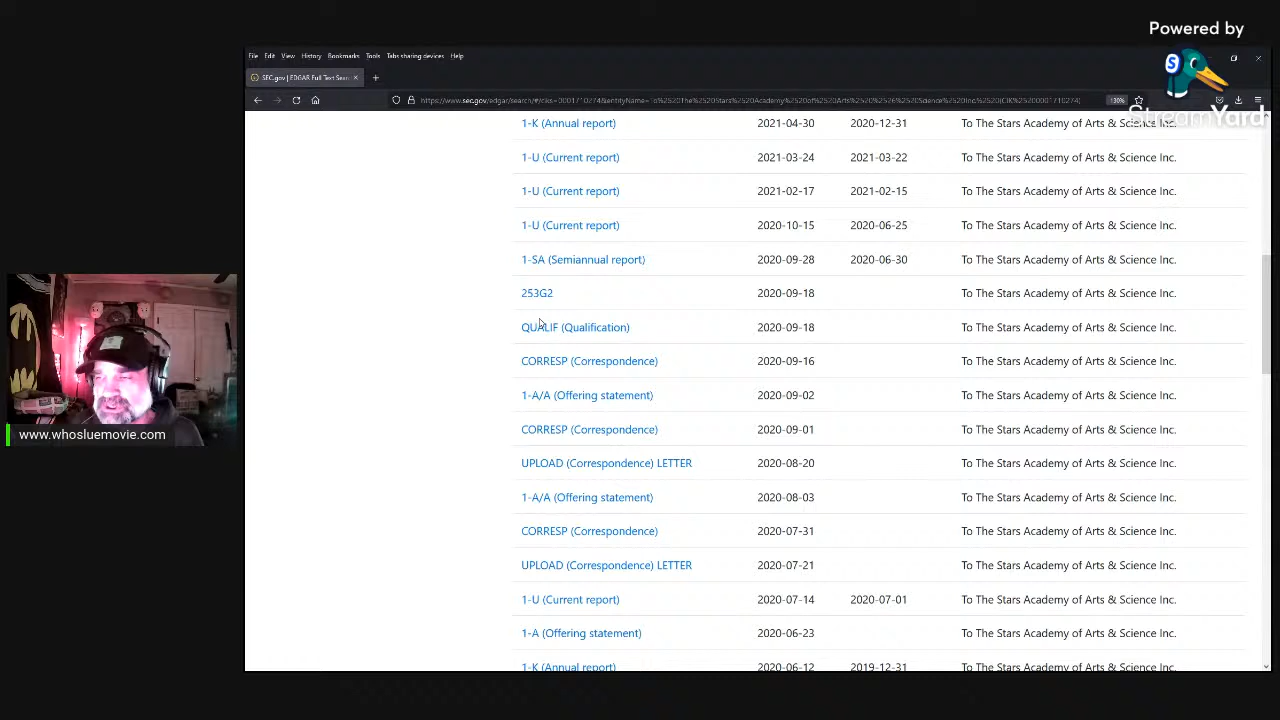 Powered by
StreamYard
File Edit View History Bookmarks Tools Tabs sharing devices Help
SEC.gov | EDGAR Full Text Sear
130%
1-K (Annual report) 2021-04-30 2020-12-31 To The Stars Academy of Arts & Science Inc.
1-U (Current report) 2021-03-24 2021-03-22 To The Stars Academy of Arts & Science Inc.
1-U (Current report) 2021-02-17 2021-02-15 To The Stars Academy of Arts & Science Inc.
1-U (Current report) 2020-10-15 2020-06-25 To The Stars Academy of Arts & Science Inc.
1-SA (Semiannual report) 2020-09-28 2020-06-30 To The Stars Academy of Arts & Science Inc.
253G2 2020-09-18 To The Stars Academy of Arts & Science Inc.
QUALIF (Qualification) 2020-09-18 To The Stars Academy of Arts & Science Inc.
CORRESP (Correspondence) 2020-09-16 To The Stars Academy of Arts & Science Inc.
1-A/A (Offering statement) 2020-09-02 To The Stars Academy of Arts & Science Inc.
CORRESP (Correspondence) 2020-09-01 To The Stars Academy of Arts & Science Inc.
UPLOAD (Correspondence) LETTER 2020-08-20 To The Stars Academy of Arts & Science Inc.
1-A/A (Offering statement) 2020-08-03 To The Stars Academy of Arts & Science Inc.
CORRESP (Correspondence) 2020-07-31 To The Stars Academy of Arts & Science Inc.
UPLOAD (Correspondence) LETTER 2020-07-21 To The Stars Academy of Arts & Science Inc.
1-U (Current report) 2020-07-14 2020-07-01 To The Stars Academy of Arts & Science Inc.
1-A (Offering statement) 2020-06-23 To The Stars Academy of Arts & Science Inc.
1-K (Annual report) 2020-06-12 2019-12-31 To The Stars Academy of Arts & Science Inc.
www.whosluemovie.com